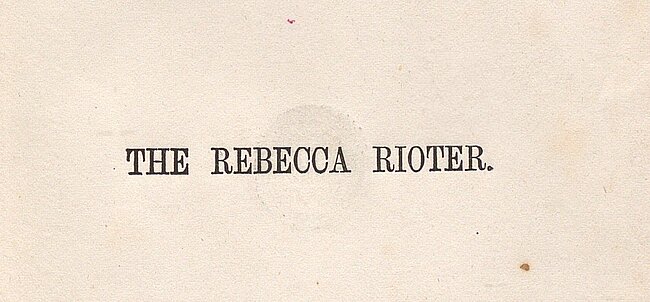 THE REBECCA RIOTER.